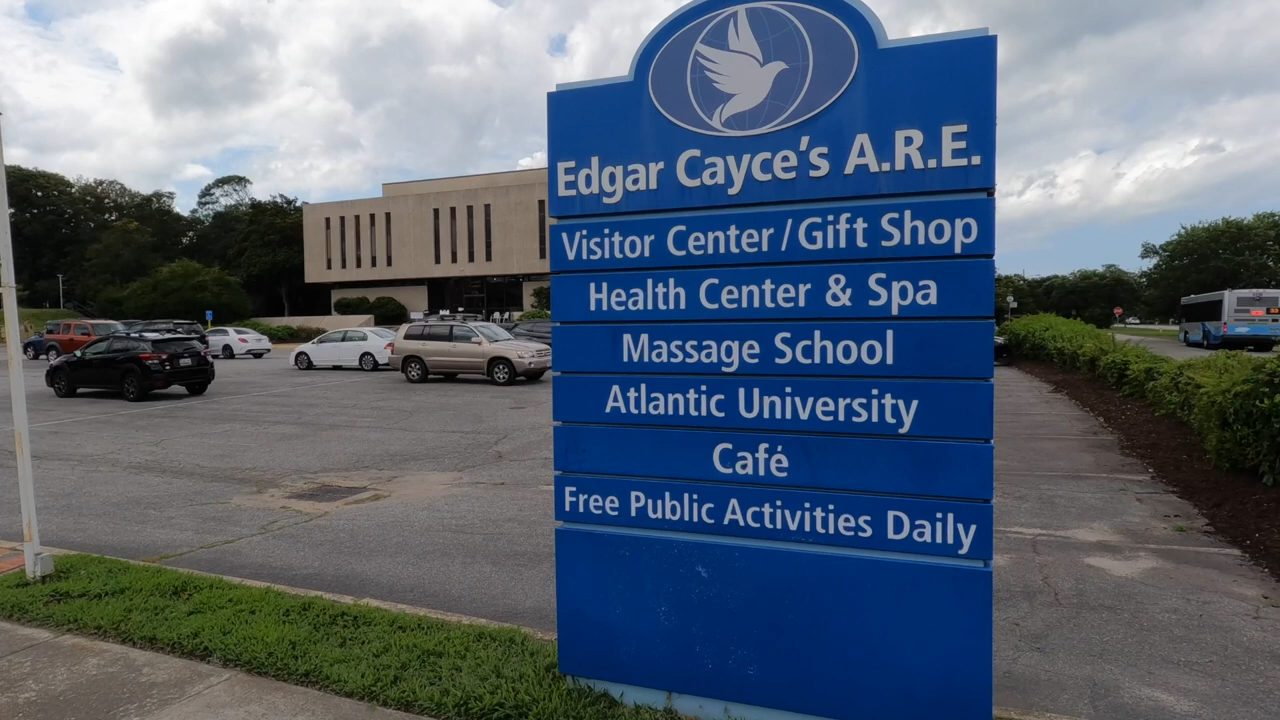 Edgar Cayce's A.R.E.
Visitor Center / Gift Shop
Health Center & Spa
Massage School
Atlantic University
Café
Free Public Activities Daily